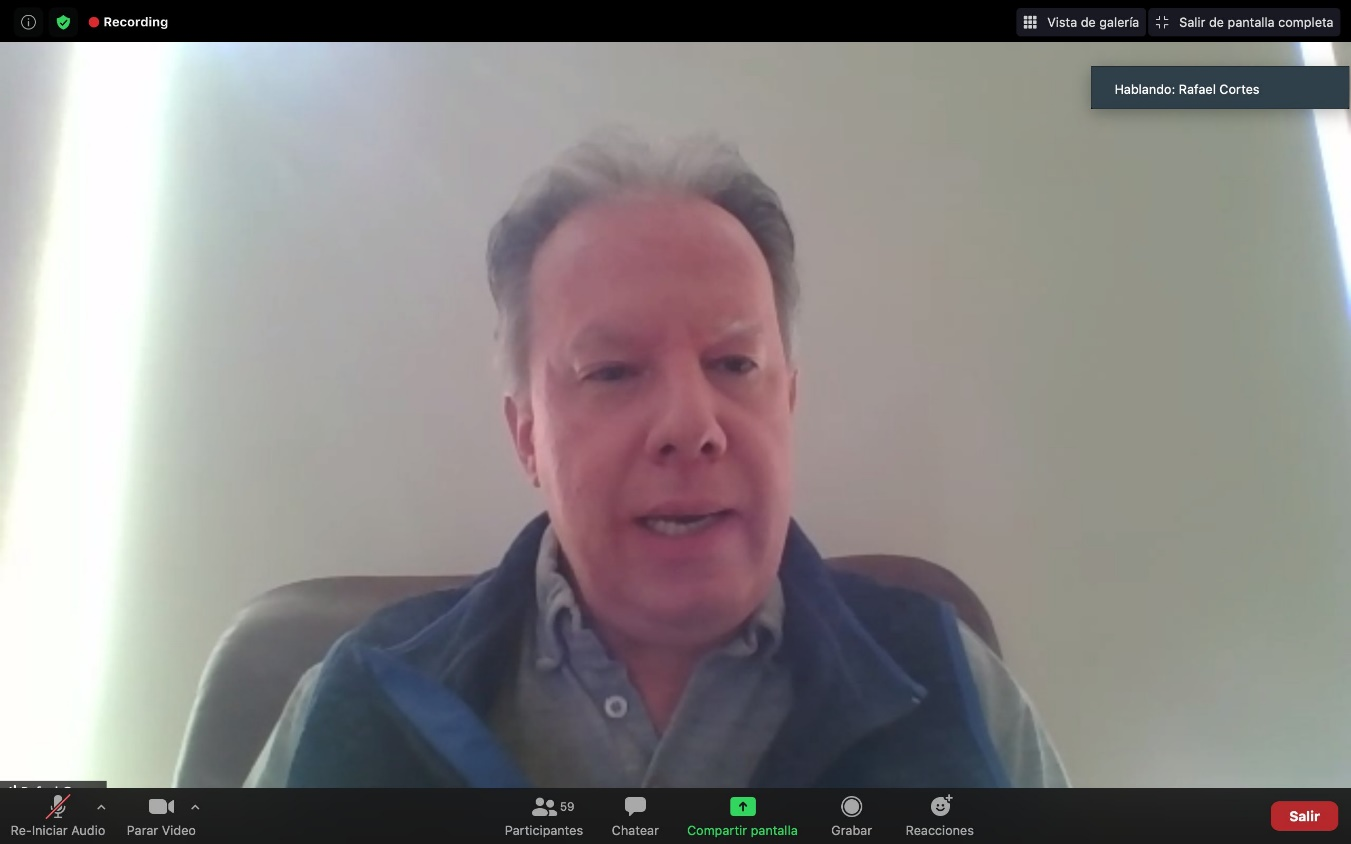 Recording
Vista de galería
Salir de pantalla completa
Hablando: Rafael Cortes
Re-Iniciar Audio
Parar Video
59
Participantes
Chatear
Compartir pantalla
Grabar
Reacciones
Salir